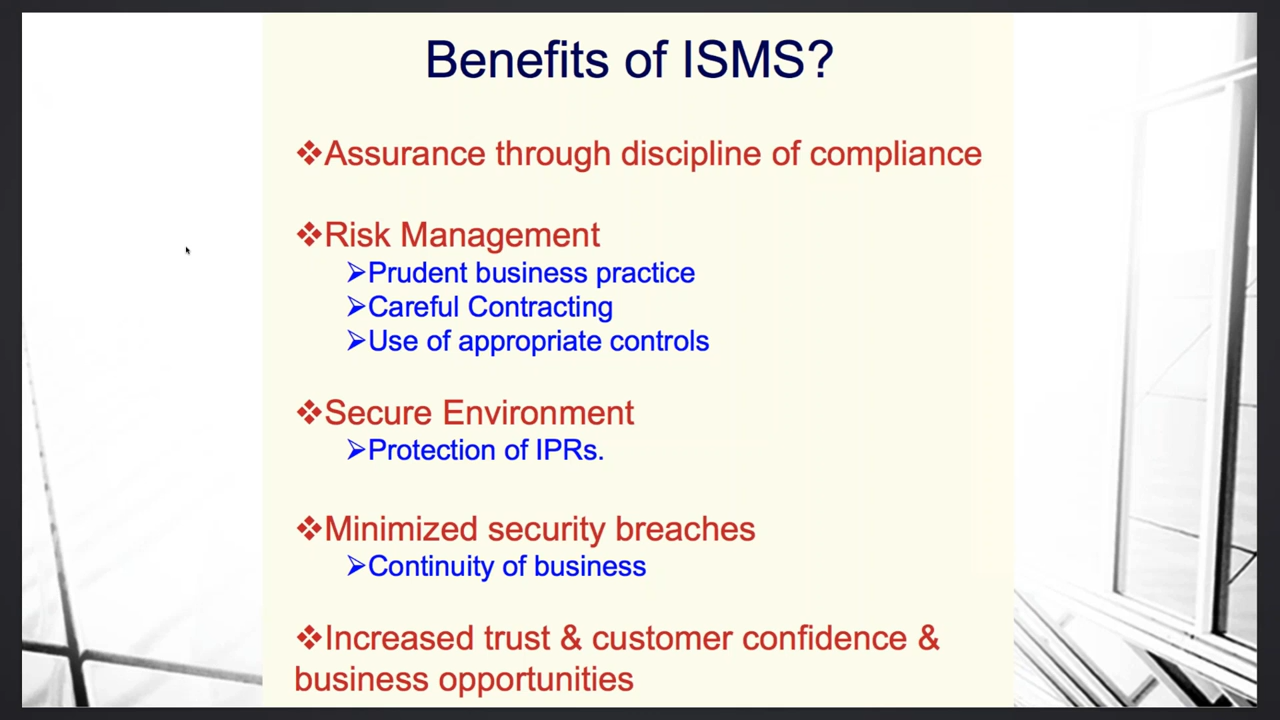 Benefits of ISMS?
❖Assurance through discipline of compliance
❖Risk Management
➢Prudent business practice
➢Careful Contracting
➢Use of appropriate controls
❖Secure Environment
➢Protection of IPRs.
❖Minimized security breaches
➢Continuity of business
❖Increased trust & customer confidence &
business opportunities